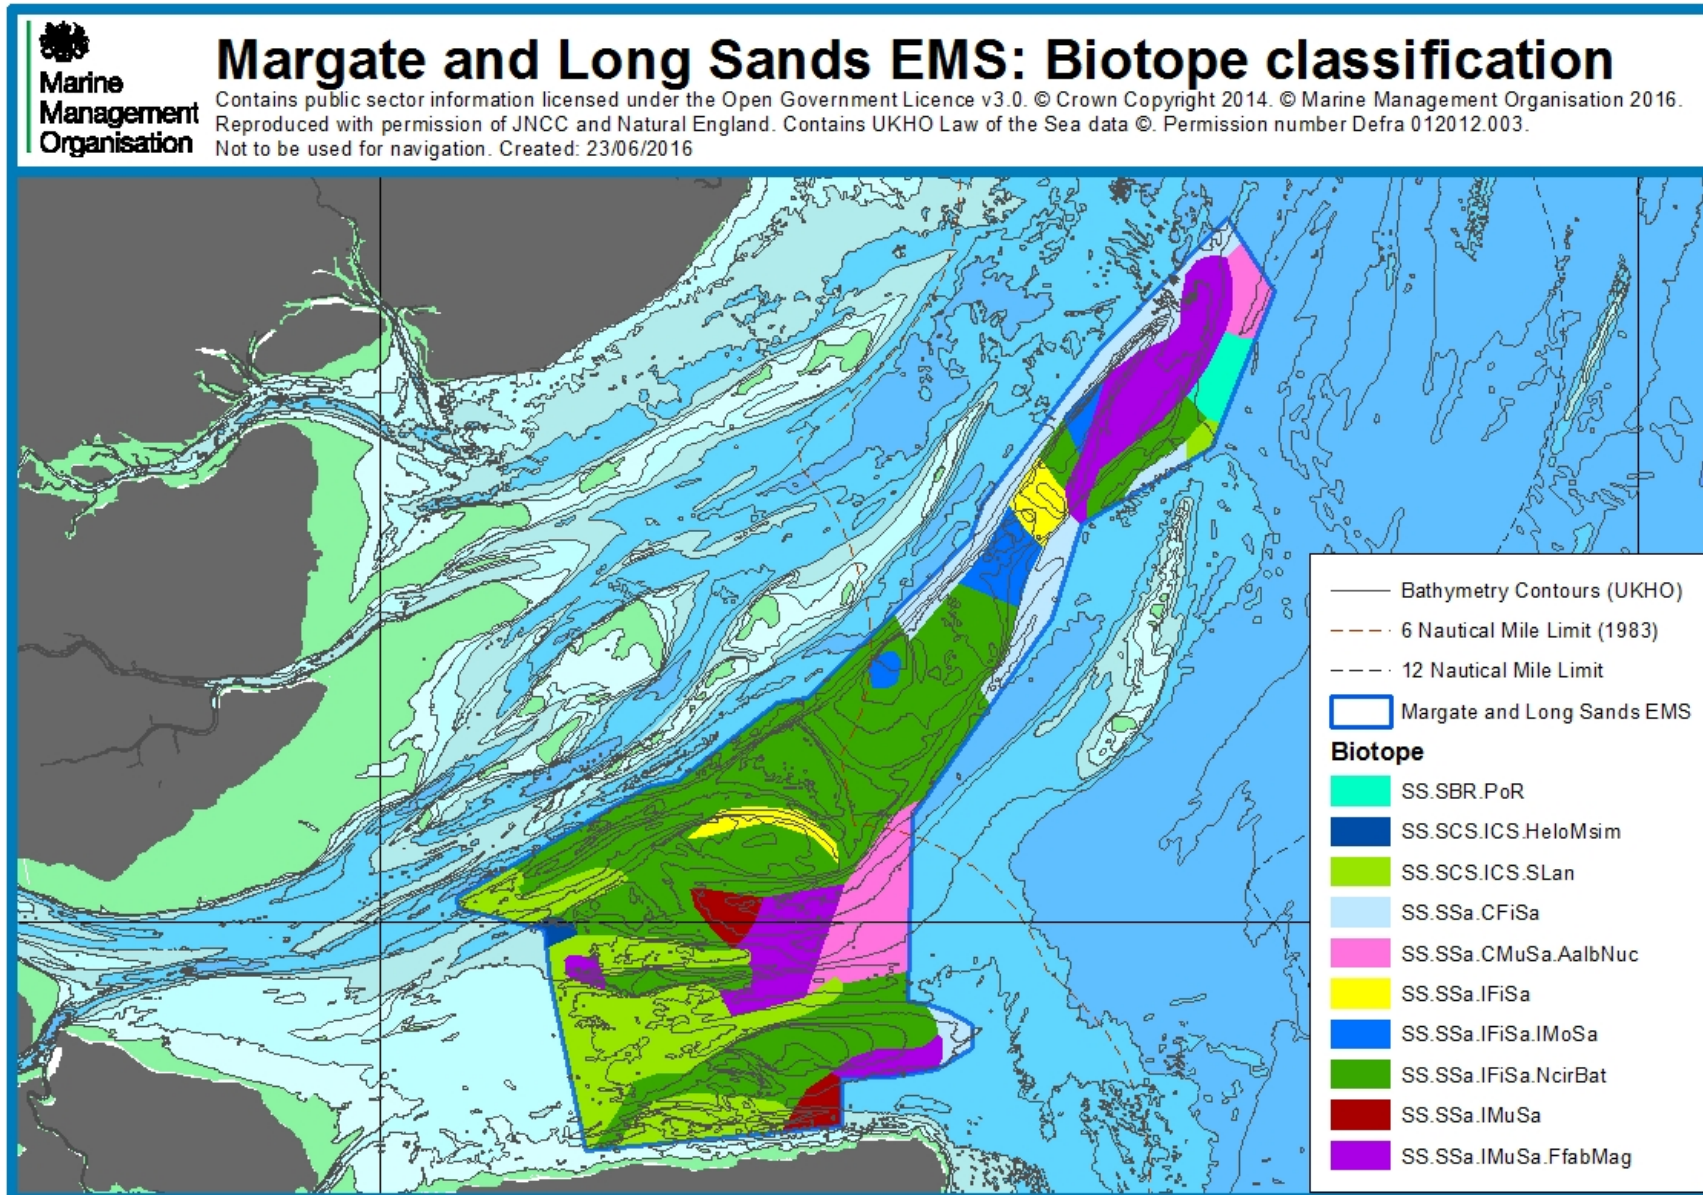 Marine
Management
Organisation
Margate and Long Sands EMS: Biotope classification
Contains public sector information licensed under the Open Government Licence v3.0. © Crown Copyright 2014. © Marine Management Organisation 2016.
Reproduced with permission of JNCC and Natural England. Contains UKHO Law of the Sea data ©. Permission number Defra 012012.003.
Not to be used for navigation. Created: 23/06/2016
Bathymetry Contours (UKHO)
6 Nautical Mile Limit (1983)
12 Nautical Mile Limit
Margate and Long Sands EMS
Biotope
SS.SBR.PoR
SS.SCS.ICS.HeloMsim
SS.SCS.ICS.SLan
SS.SSa.CFiSa
SS.SSa.CMuSa.AalbNuc
SS.SSa.IFiSa
SS.SSa.IFiSa.IMoSa
SS.SSa.IFiSa.NcirBat
SS.SSa.IMuSa
SS.SSa.IMuSa.FfabMag